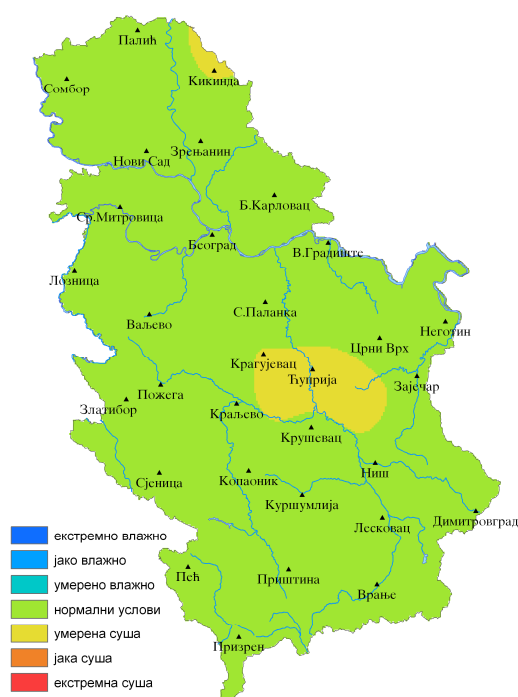 Палић
Кикинда
Сомбор
Зрењанин
Нови Сад
Б.Карловац
Ср.Митровица
Београд
В.Градиште
Лозница
С.Паланка
Ваљево
Неготин
Црни Врх
Крагујевац
Ћуприја
Зајечар
Пожега
Златибор
Краљево
Крушевац
Ниш
Сјеница
Копаоник
Куршумлија
Димитровград
Лесковац
екстремно влажно
јако влажно
Пећ
Приштина
умерено влажно
Врање
нормални услови
умерена суша
Призрен
јака суша
екстремна суша